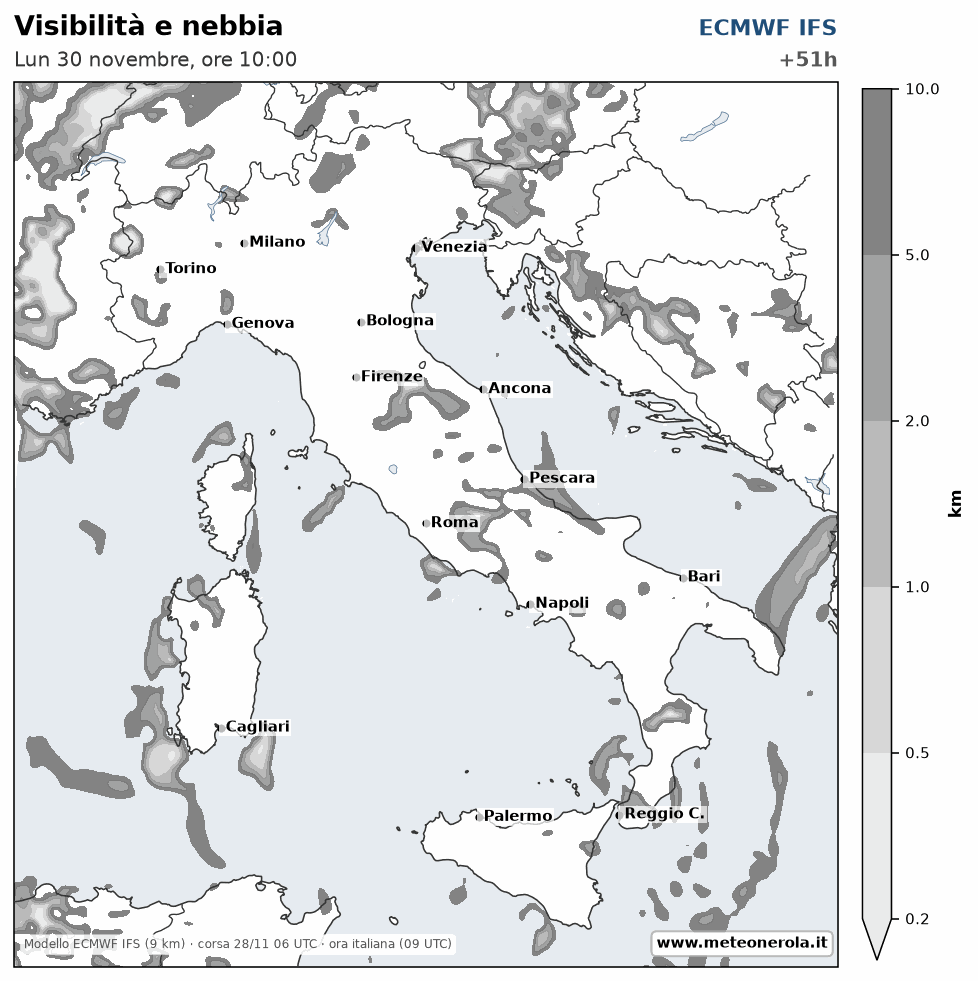 Visibilità e nebbia
ECMWF IFS
Lun 30 novembre, ore 10:00
+51h
10.0
Milano
Venezia
5.0
Torino
Genova
Bologna
Firenze
Ancona
2.0
Pescara
km
Roma
Bari
1.0
Napoli
Cagliari
0.5
Palermo
Reggio C.
0.2
Modello ECMWF IFS (9 km) · corsa 28/11 06 UTC · ora italiana (09 UTC)
www.meteonerola.it